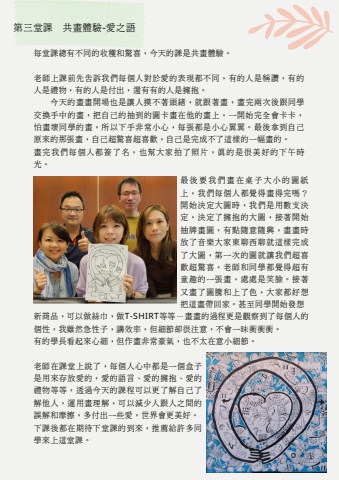 第三堂課　共畫體驗-愛之語
每堂課總有不同的收穫和驚喜，今天的課是共畫體驗。
老師上課前先告訴我們每個人對於愛的表現都不同，有的人是稱讚，有的
人是禮物，有的人是付出，還有有的人是擁抱。
今天的畫畫開場也是讓人摸不著頭緒，就跟著畫，畫完兩次後跟同學
交換手中的畫，把自己的抽到的圖卡畫在他的畫上，一開始完全會卡卡，
怕畫壞同學的畫，所以下手非常小心，每張都是小心翼翼，最後拿到自己
原來的那張畫，自己超驚喜超喜歡，自己是完成不了這樣的一幅畫的。
畫完我們每個人都簽了名，也幫大家拍了照片，真的是很美好的下午時
光。
最後要我們畫在桌子大小的圖紙
上，我們每個人都覺得畫得完嗎？
開始決定大圖時，我們是用數支決
定，決定了擁抱的大圖，接著開始
抽牌畫圖，有點隨意隨興，畫畫時
放了音樂大家東聊西聊就這樣完成
了大圖，第一次的圖就讓我們超喜
歡超驚喜，老師和同學都覺得超有
童趣的一張畫，處處是笑臉。接著
又畫了圖騰和上了色，大家都好想
把這畫帶回家。甚至同學開始發想
新商品，可以做絲巾，做T-SHIRT等等…畫畫的過程更是觀察到了每個人的
個性，我雖然急性子，講效率，但細節卻很注意，不會一昧衝衝衝。
有的學長看起來心細，但作畫非常豪氣，也不太在意小細節。
老師在課堂上說了，每個人心中都是一個盒子
是用來存放愛的，愛的語言、愛的擁抱、愛的
禮物等等，透過今天的課程可以更了解自己了
解他人，運用畫理解，可以減少人跟人之間的
誤解和摩擦，多付出一些愛，世界會更美好。
下課後都在期待下堂課的到來，推薦給許多同
學來上這堂課。